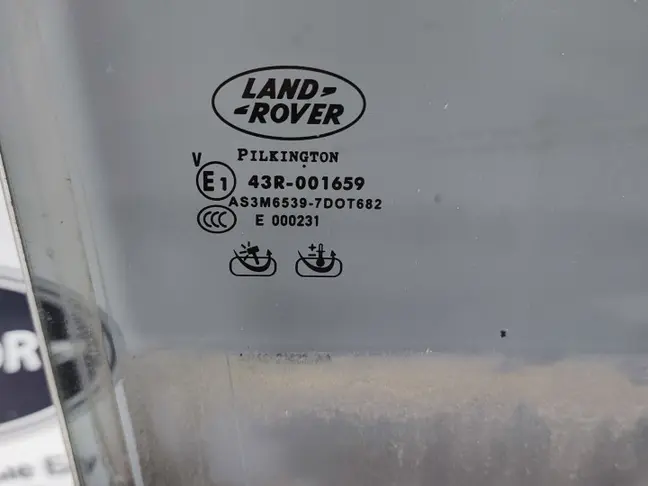 LAND-
-ROVER
PILKINGTON
V
E1 43R-001659
AS3M6539-7DOT682
CCC E 000231
+
-